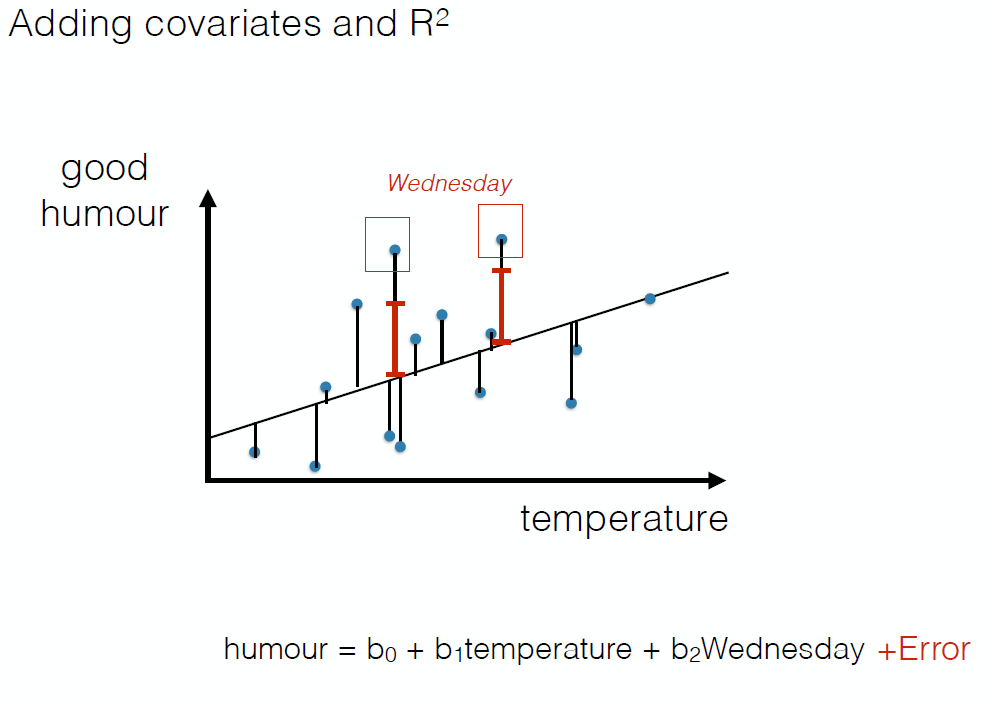 Adding covariates and R²
good
humour
Wednesday
temperature
humour = b₀ + b₁temperature + b₂Wednesday +Error